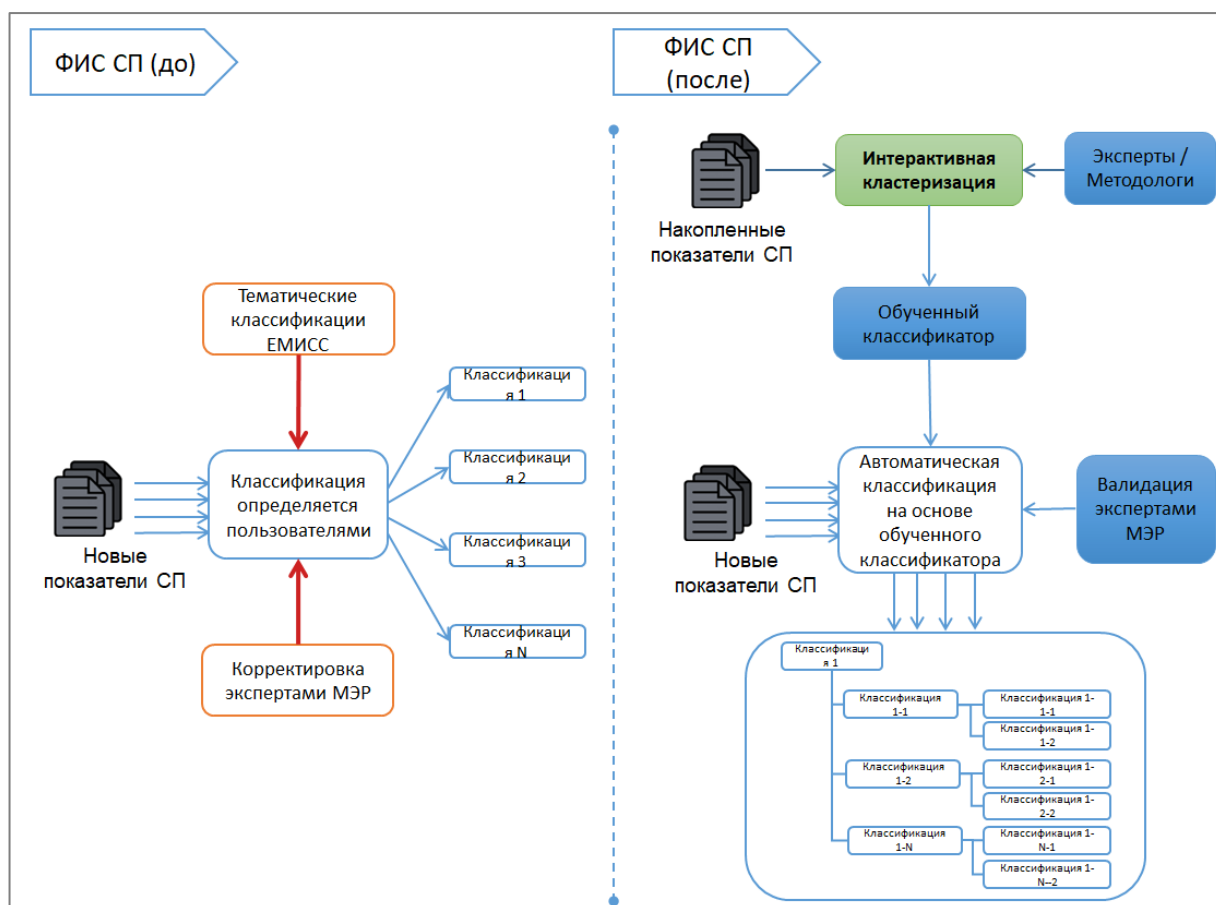 ФИС СП (до)
Тематические
классификации
ЕМИСС
Новые
показатели СП
Классификация
определяется
пользователями
Корректировка
экспертами МЭР
Классификаци
я 1
Классификаци
я 2
Классификаци
я 3
Классификаци
я N
ФИС СП
(после)
Накопленные
показатели СП
Интерактивная
кластеризация
Эксперты /
Методологи
Обученный
классификатор
Новые
показатели СП
Автоматическая
классификация
на основе
обученного
классификатора
Валидация
экспертами
МЭР
Классификаци
я 1
Классификация
1-1
Классификация 1-
1-1
Классификация 1-
1-2
Классификация
1-2
Классификация 1-
2-1
Классификация 1-
2-2
Классификация
1-N
Классификация 1-
N-1
Классификация 1-
N--2